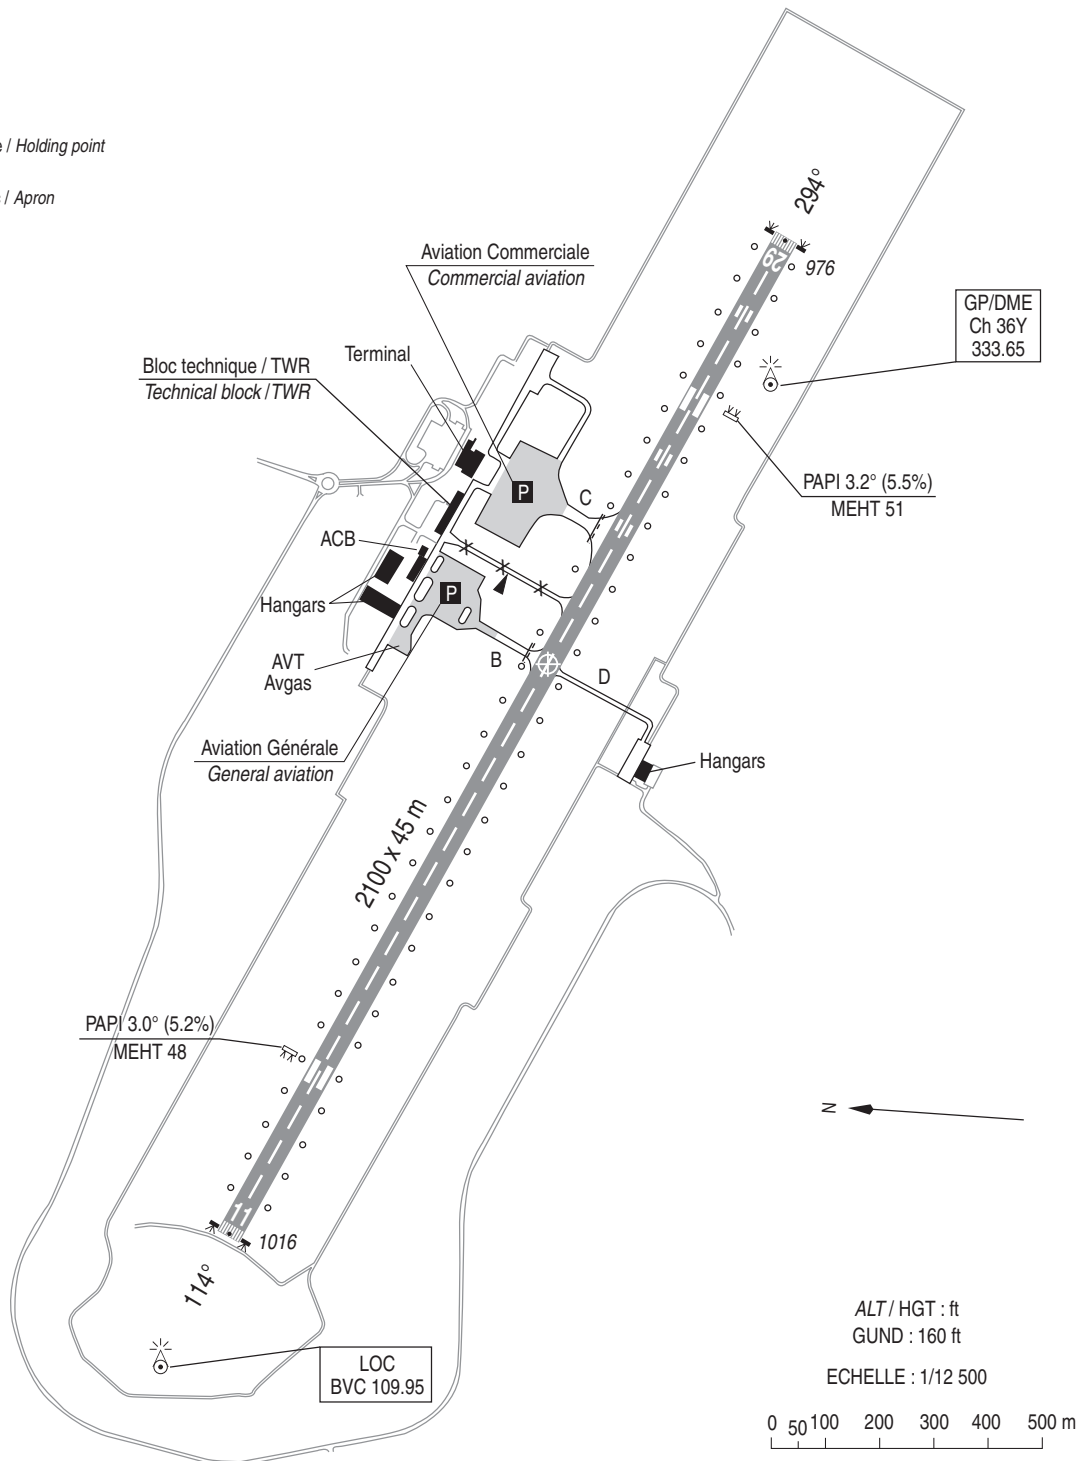 e / Holding point
/ Apron
294°
29
976
Aviation Commerciale
Commercial aviation
GP/DME
Ch 36Y
333.65
Terminal
Bloc technique / TWR
Technical block / TWR
P
C
PAPI 3.2° (5.5%)
MEHT 51
ACB
Hangars
P
B
D
AVT
Avgas
Aviation Générale
General aviation
Hangars
2100 x 45 m
PAPI 3.0° (5.2%)
MEHT 48
N
11
1016
114°
LOC
BVC 109.95
ALT / HGT : ft
GUND : 160 ft
ECHELLE : 1/12 500
0 50 100 200 300 400 500 m